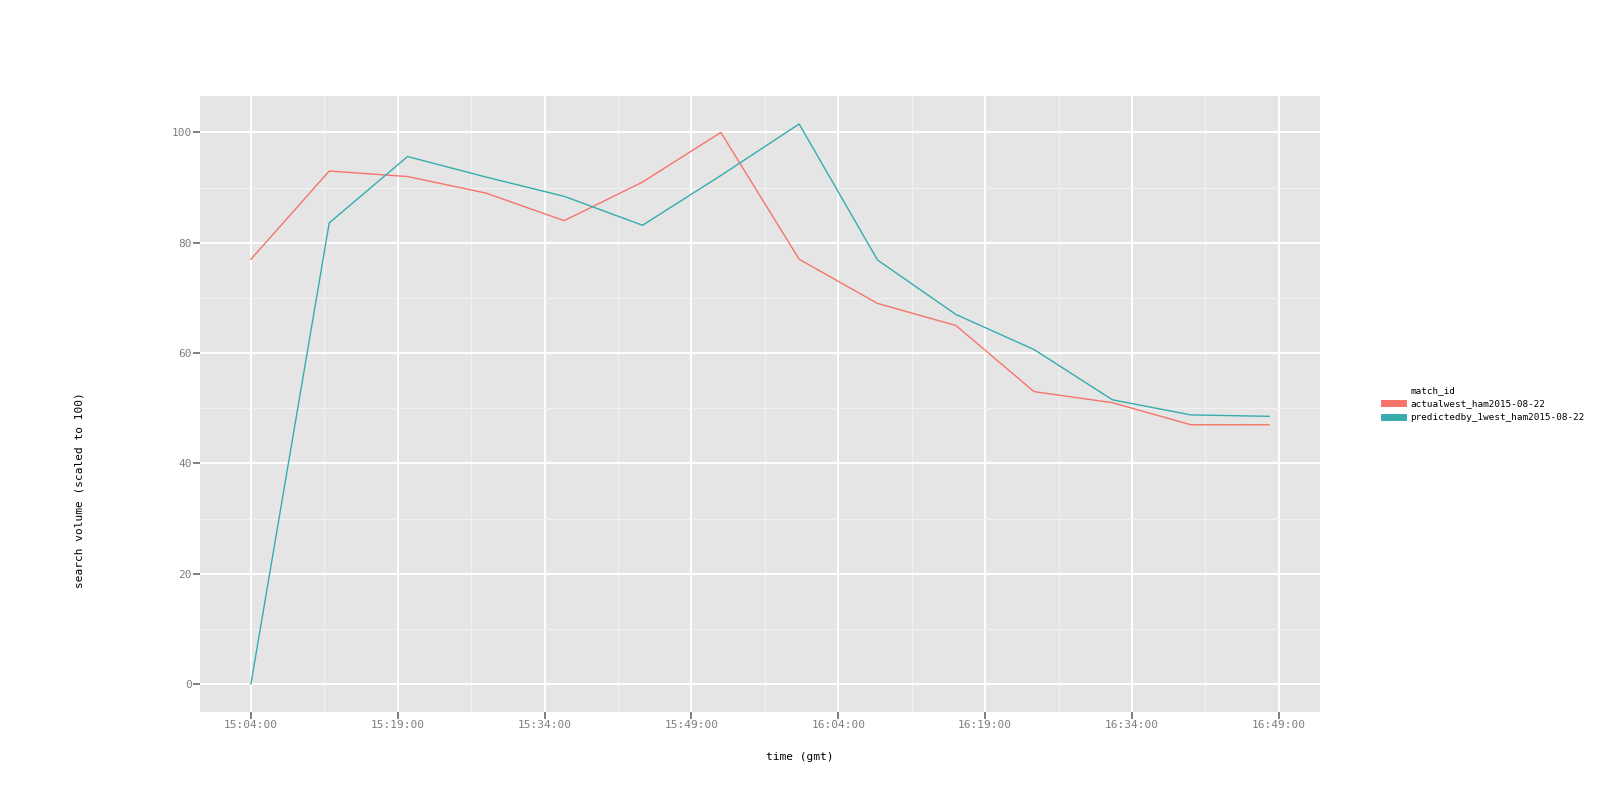 100
80
60
40
20
0
search volume (scaled to 100)
15:04:00 15:19:00 15:34:00 15:49:00 16:04:00 16:19:00 16:34:00 16:49:00
time (gmt)
match_id
actualwest_ham2015-08-22
predictedby_1west_ham2015-08-22